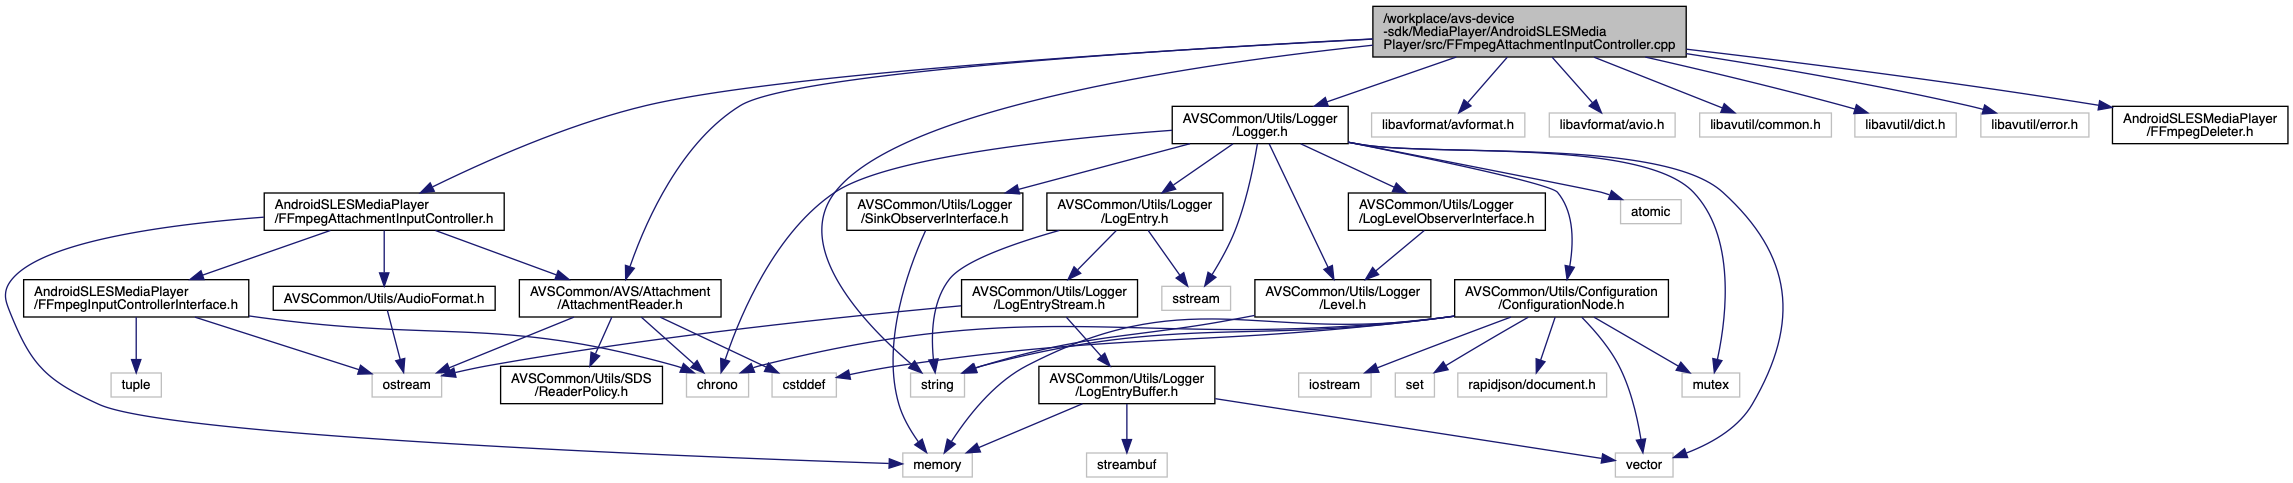 /workplace/avs-device
-sdk/MediaPlayer/AndroidSLESMedia
Player/src/FFmpegAttachmentInputController.cpp
AVSCommon/Utils/Logger
/Logger.h
libavformat/avformat.h
libavformat/avio.h
libavutil/common.h
libavutil/dict.h
libavutil/error.h
AndroidSLESMediaPlayer
/FFmpegDeleter.h
AndroidSLESMediaPlayer
/FFmpegAttachmentInputController.h
AVSCommon/Utils/Logger
/SinkObserverInterface.h
AVSCommon/Utils/Logger
/LogEntry.h
AVSCommon/Utils/Logger
/LogLevelObserverInterface.h
atomic
AndroidSLESMediaPlayer
/FFmpegInputControllerInterface.h
AVSCommon/Utils/AudioFormat.h
AVSCommon/AVS/Attachment
/AttachmentReader.h
AVSCommon/Utils/Logger
/LogEntryStream.h
sstream
AVSCommon/Utils/Logger
/Level.h
AVSCommon/Utils/Configuration
/ConfigurationNode.h
tuple
ostream
AVSCommon/Utils/SDS
/ReaderPolicy.h
chrono
cstddef
string
AVSCommon/Utils/Logger
/LogEntryBuffer.h
iostream
set
rapidjson/document.h
mutex
memory
streambuf
vector